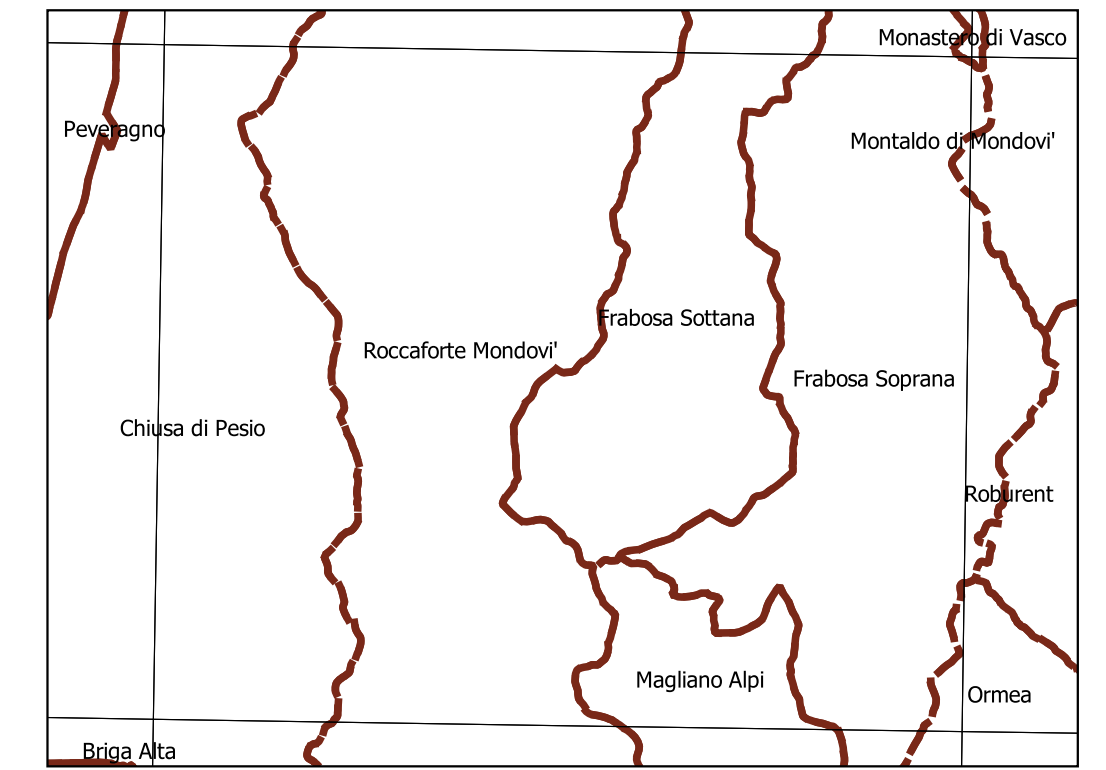 Monastero di Vasco
Peveragno
Montaldo di Mondovi'
Frabosa Sottana
Roccaforte Mondovi'
Frabosa Soprana
Chiusa di Pesio
Roburent
Magliano Alpi
Ormea
Briga Alta